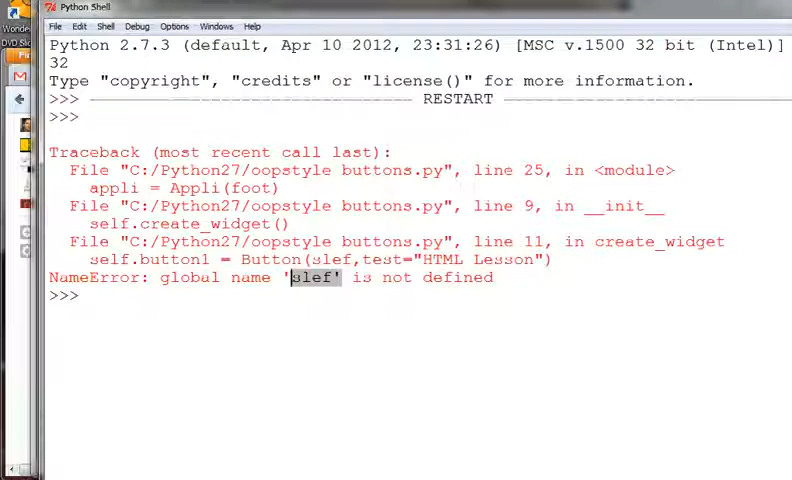 Python Shell
File Edit Shell Debug Options Windows Help
Wonde
DVD Slid
Python 2.7.3 (default, Apr 10 2012, 23:31:26) [MSC v.1500 32 bit (Intel)]
32
Type "copyright", "credits" or "license()" for more information.
>>> RESTART
>>>
Traceback (most recent call last):
File "C:/Python27/oopstyle buttons.py", line 25, in <module>
appli = Appli(foot)
File "C:/Python27/oopstyle buttons.py", line 9, in __init__
self.create_widget()
File "C:/Python27/oopstyle buttons.py", line 11, in create_widget
self.button1 = Button(slef,test="HTML Lesson")
NameError: global name 'slef' is not defined
>>>